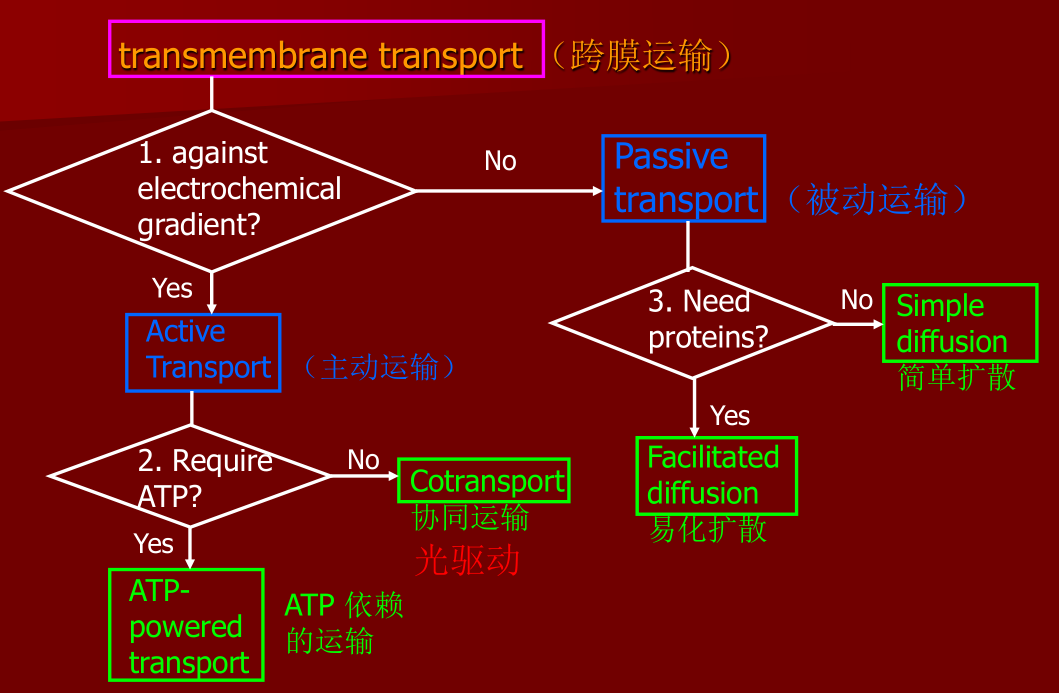 transmembrane transport（跨膜运输）
1. against
electrochemical
gradient?
No
Passive
transport （被动运输）
Yes
Active
Transport （主动运输）
3. Need
proteins?
No
Simple
diffusion
简单扩散
Yes
Facilitated
diffusion
易化扩散
2. Require
ATP?
No
Cotransport
协同运输
光驱动
Yes
ATP-
powered
transport
ATP 依赖
的运输